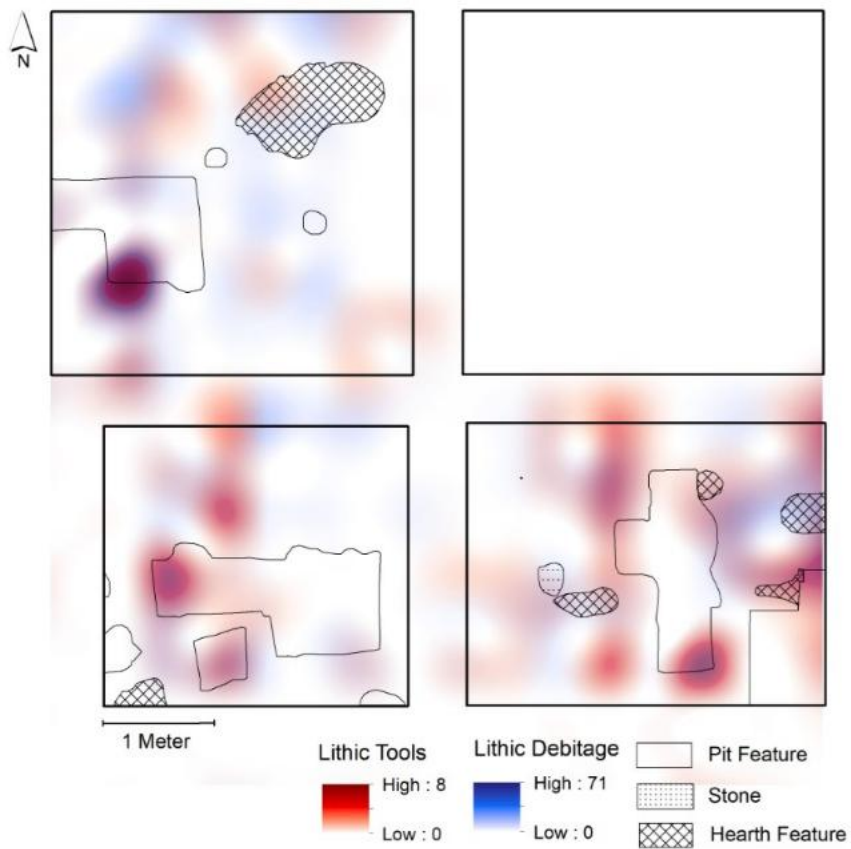 N
1 Meter
Lithic Tools
High : 8
Low : 0
Lithic Debitage
High : 71
Low : 0
Pit Feature
Stone
Hearth Feature